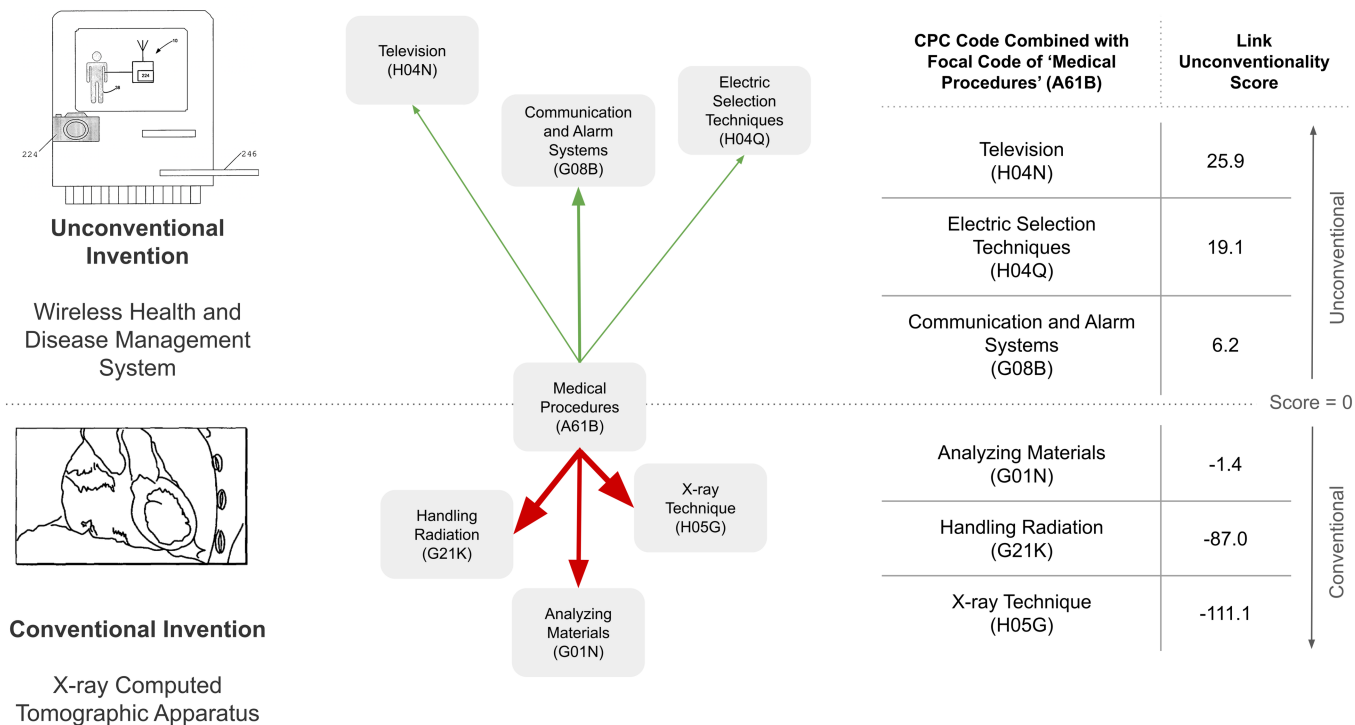 10
224
38
224
246
Unconventional
Invention
Wireless Health and
Disease Management
System
Television
(H04N)
Communication
and Alarm
Systems
(G08B)
Electric
Selection
Techniques
(H04Q)
Medical
Procedures
(A61B)
Handling
Radiation
(G21K)
X-ray
Technique
(H05G)
Analyzing
Materials
(G01N)
Conventional Invention
X-ray Computed
Tomographic Apparatus
CPC Code Combined with
Focal Code of ‘Medical
Procedures’ (A61B)
Link
Unconventionality
Score
Television
(H04N)
25.9
Electric Selection
Techniques
(H04Q)
19.1
Communication and Alarm
Systems
(G08B)
6.2
Unconventional
Score = 0
Analyzing Materials
(G01N)
-1.4
Handling Radiation
(G21K)
-87.0
X-ray Technique
(H05G)
-111.1
Conventional